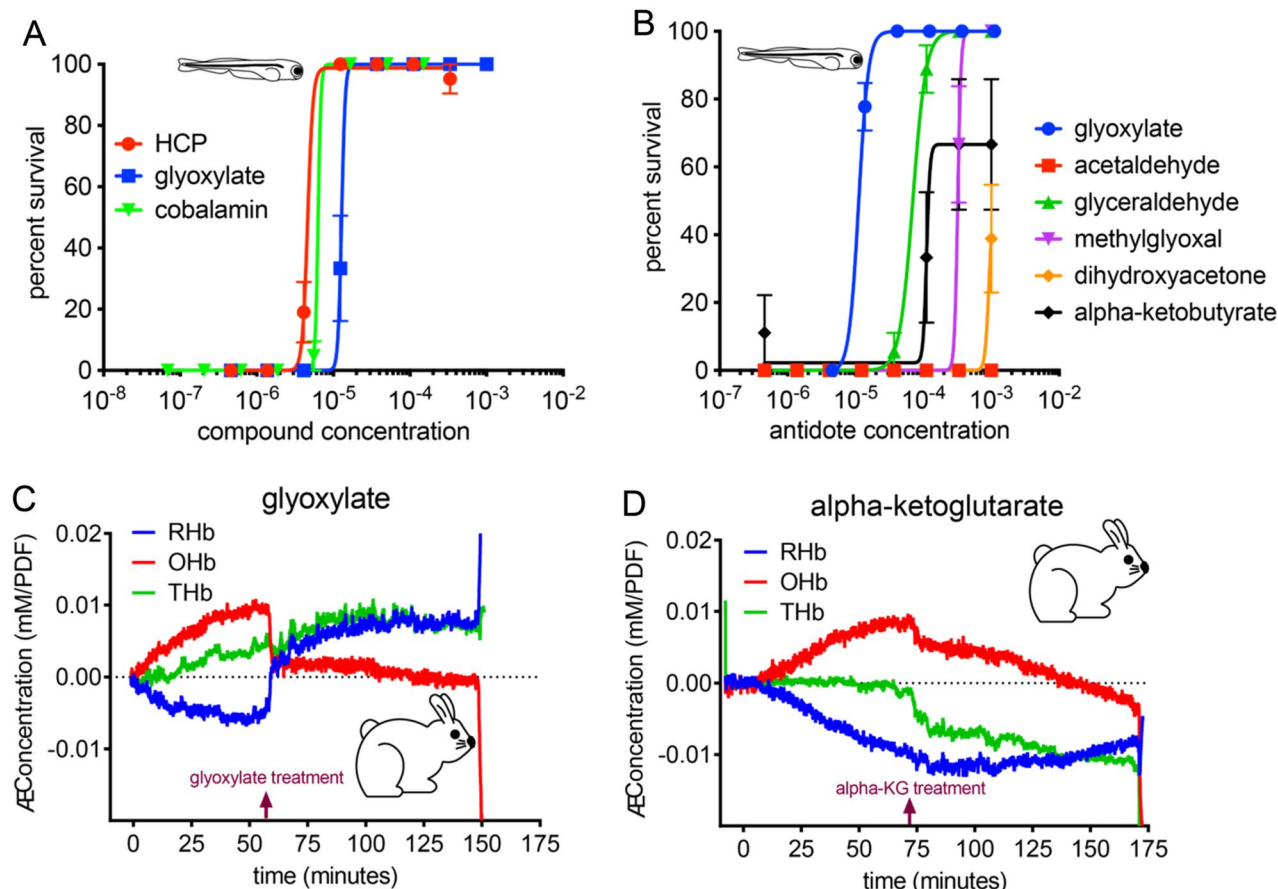 A
percent survival
100
80
60
40
20
0
HCP
glyoxylate
cobalamin
10-8
10-7
10-6
10-5
10-4
10-3
10-2
compound concentration
B
percent survival
100
80
60
40
20
0
glyoxylate
acetaldehyde
glyceraldehyde
methylglyoxal
dihydroxyacetone
alpha-ketobutyrate
10-7
10-6
10-5
10-4
10-3
10-2
antidote concentration
C
glyoxylate
ÆConcentration (mM/PDF)
0.02
0.01
0.00
-0.01
RHb
OHb
THb
glyoxylate treatment
0
25
50
75
100
125
150
175
time (minutes)
D
alpha-ketoglutarate
ÆConcentration (mM/PDF)
0.02
0.01
0.00
-0.01
RHb
OHb
THb
alpha-KG treatment
0
25
50
75
100
125
150
175
time (minutes)